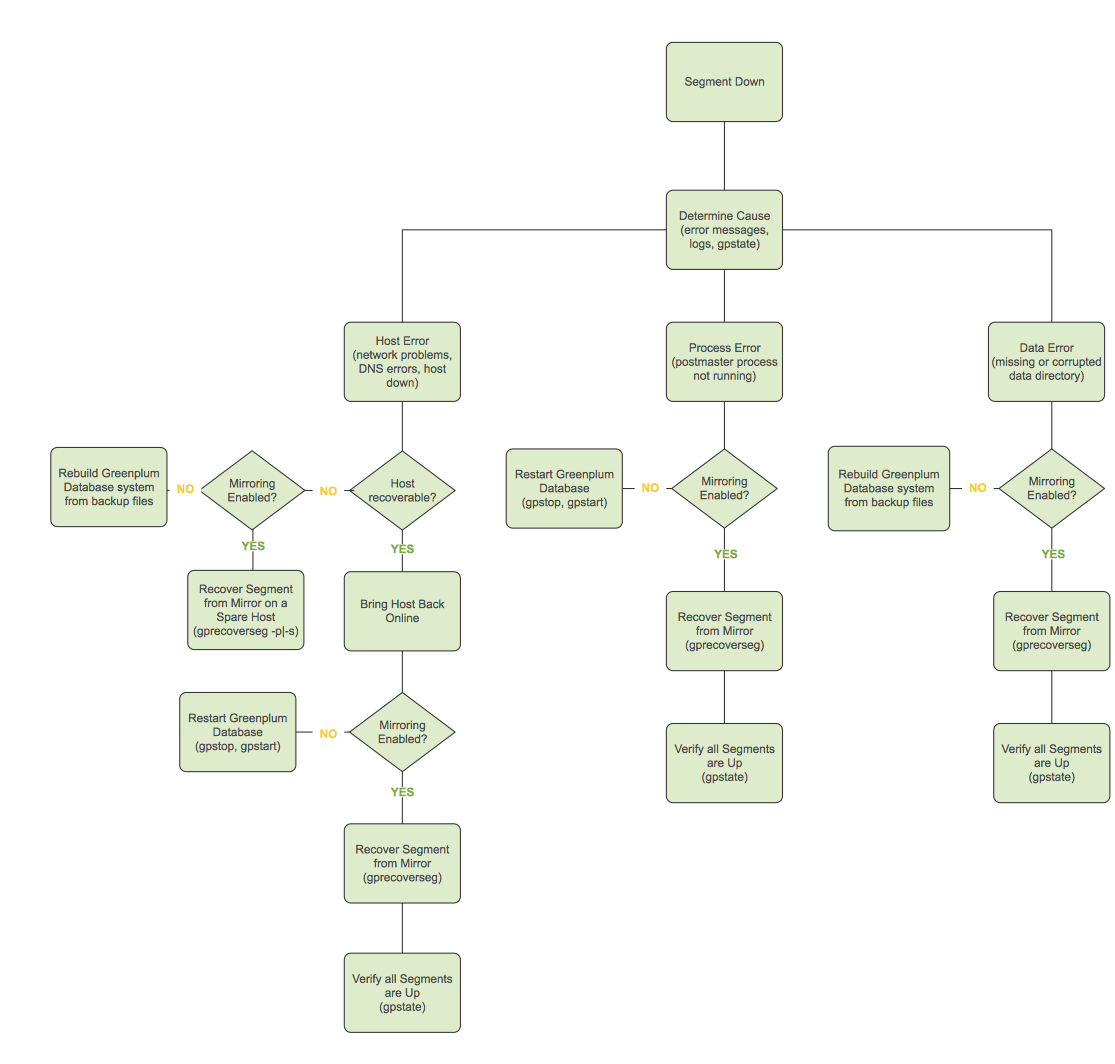 Segment Down
Determine Cause
(error messages,
logs, gpstate)
Host Error
(network problems,
DNS errors, host
down)
Process Error
(postmaster process
not running)
Data Error
(missing or corrupted
data directory)
Rebuild Greenplum
Database system
from backup files
NO
Mirroring
Enabled?
NO
Host
recoverable?
Restart Greenplum
Database
(gpstop, gpstart)
NO
Mirroring
Enabled?
Rebuild Greenplum
Database system
from backup files
NO
Mirroring
Enabled?
YES
YES
YES
YES
Recover Segment
from Mirror on a
Spare Host
(gprecoverseg -p|-s)
Bring Host Back
Online
Recover Segment
from Mirror
(gprecoverseg)
Recover Segment
from Mirror
(gprecoverseg)
Restart Greenplum
Database
(gpstop, gpstart)
NO
Mirroring
Enabled?
Verify all Segments
are Up
(gpstate)
Verify all Segments
are Up
(gpstate)
YES
Recover Segment
from Mirror
(gprecoverseg)
Verify all Segments
are Up
(gpstate)